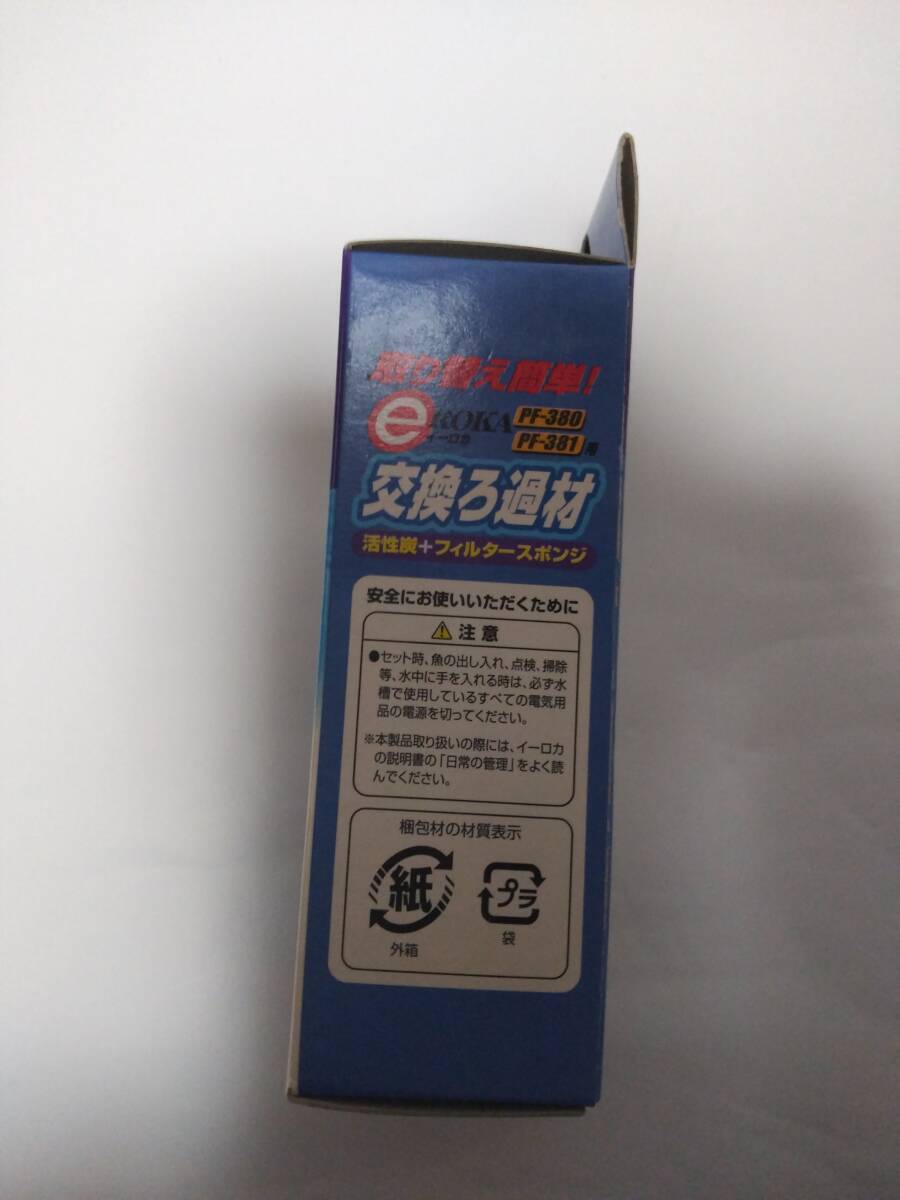 取り替え簡単!
e~ROKA PF-380
イーロカ PF-381用
交換ろ過材
活性炭+フィルタースポンジ
安全にお使いいただくために
注意
●セット時、魚の出し入れ、点検、掃除
等、水中に手を入れる時は、必ず水
槽で使用しているすべての電気用
品の電源を切ってください。
※本製品取り扱いの際には、イーロカ
の説明書の「日常の管理」をよく読
んでください。
梱包材の材質表示
紙
外箱
プラ
袋